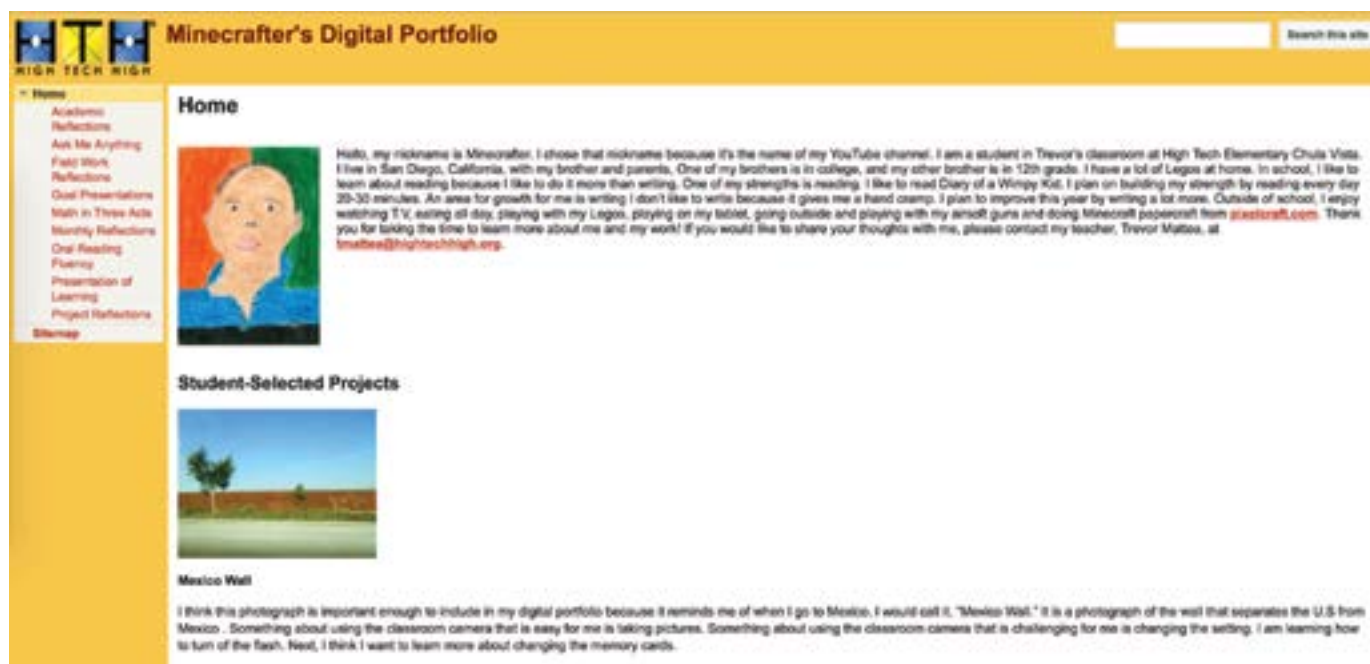 HTH
HIGH TECH HIGH
Minecrafter's Digital Portfolio
Search this site
Home
Academic
Reflections
Ask Me Anything
Field Work
Reflections
Goal Presentations
Math in Three Acts
Monthly Reflections
Oral Reading
Fluency
Presentation of
Learning
Project Reflections
Sitemap
Home
Hello, my nickname is Minecrafter. I chose that nickname because it's the name of my YouTube channel. I am a student in Trevor's classroom at High Tech Elementary Chula Vista.
I live in San Diego, California, with my brother and parents, One of my brothers is in college, and my other brother is in 12th grade. I have a lot of Legos at home. In school, I like to
learn about reading because I like to do it more than writing. One of my strengths is reading. I like to read Diary of a Wimpy Kid. I plan on building my strength by reading every day
20-30 minutes. An area for growth for me is writing I don't like to write because it gives me a hand cramp. I plan to improve this year by writing a lot more. Outside of school, I enjoy
watching T.V, eating all day, playing with my Legos, playing on my tablet, going outside and playing with my airsoft guns and doing Minecraft papercraft from pixelcraft.com. Thank
you for taking the time to learn more about me and my work! If you would like to share your thoughts with me, please contact my teacher, Trevor Mattea, at
tmattea@hightechhigh.org.
Student-Selected Projects
Mexico Wall
I think this photograph is important enough to include in my digital portfolio because it reminds me of when I go to Mexico. I would call it, "Mexico Wall." It is a photograph of the wall that separates the U.S from
Mexico . Something about using the classroom camera that is easy for me is taking pictures. Something about using the classroom camera that is challenging for me is changing the setting. I am learning how
to turn of the flash. Next, I think I want to learn more about changing the memory cards.